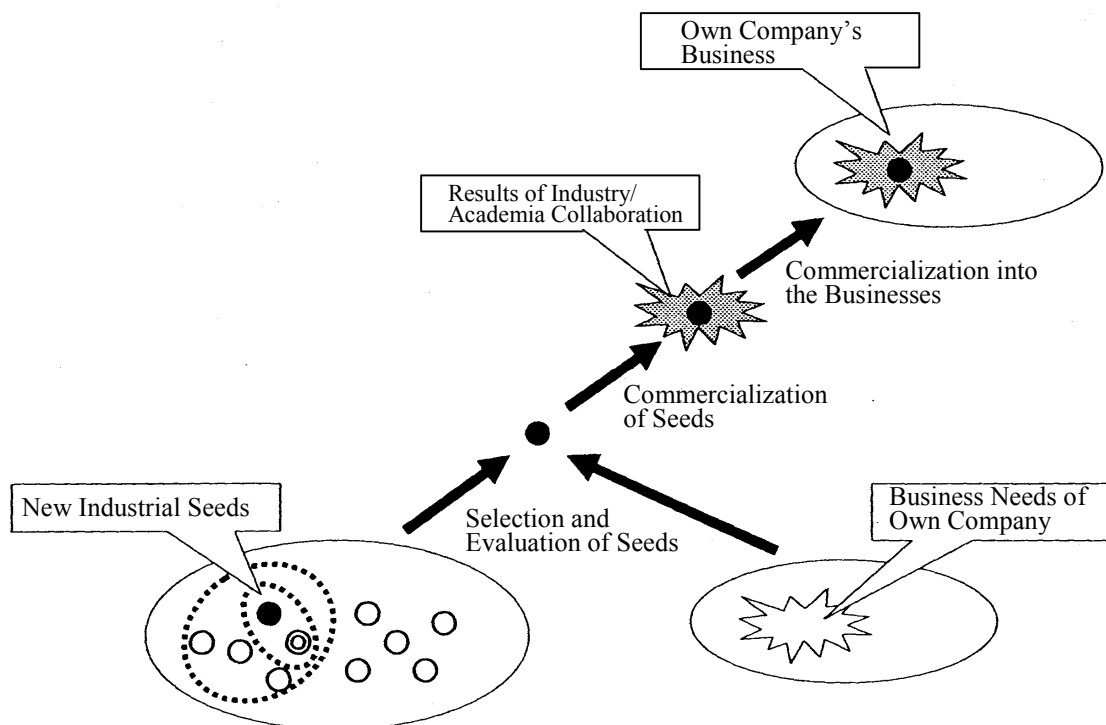 Own Company's
Business
Results of Industry/
Academia Collaboration
Commercialization into
the Businesses
Commercialization
of Seeds
New Industrial Seeds
Selection and
Evaluation of Seeds
Business Needs of
Own Company